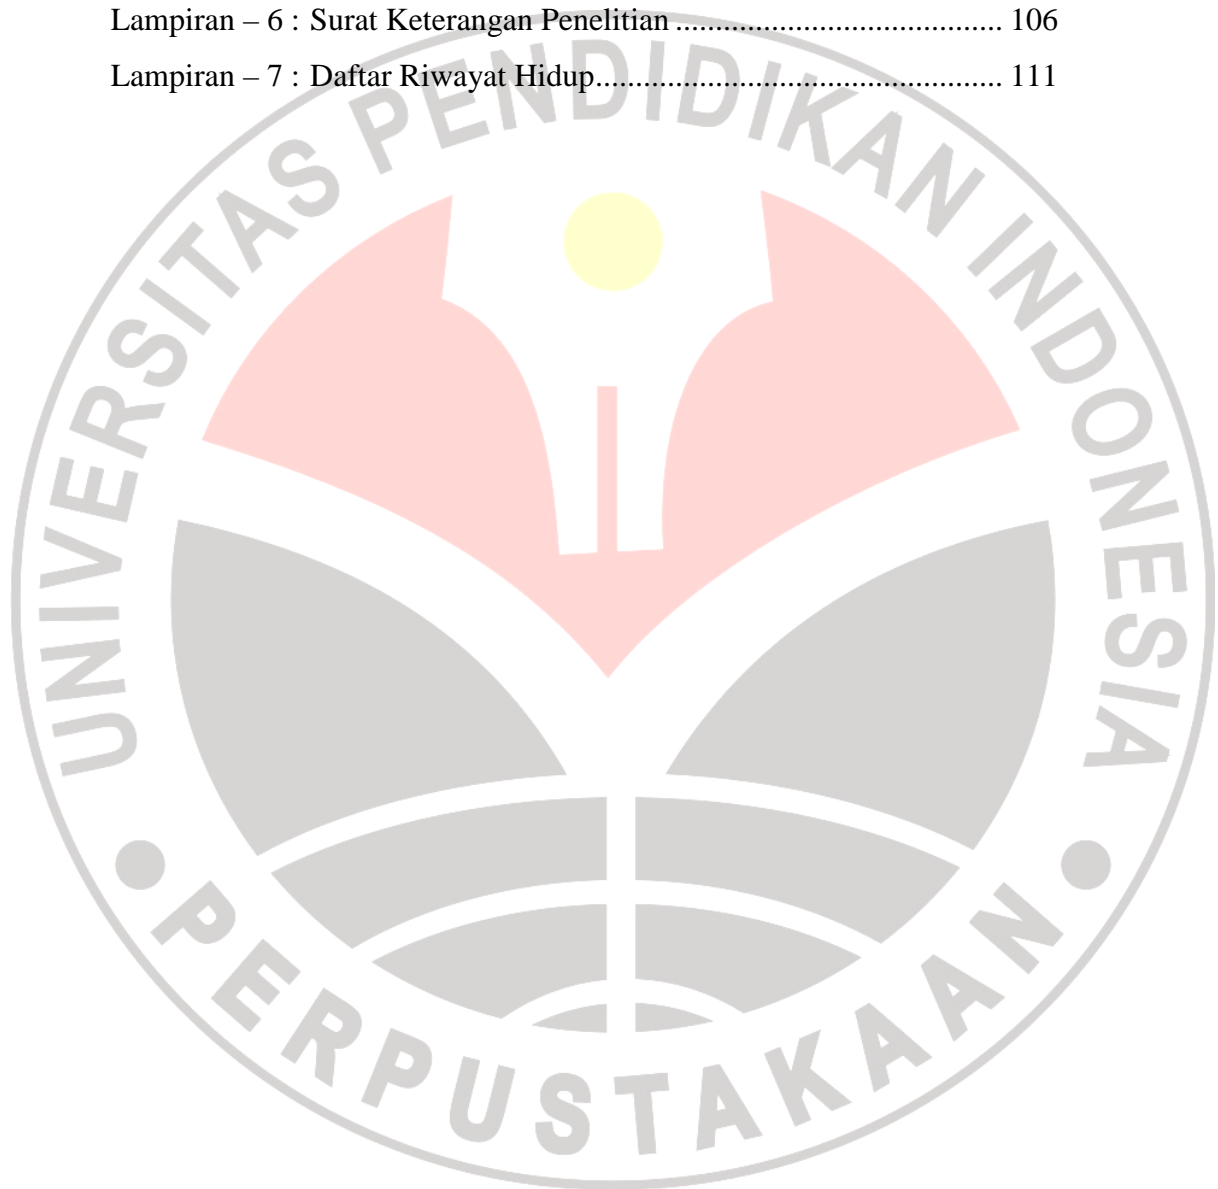 Lampiran – 6 : Surat Keterangan Penelitian ......................................... 106
Lampiran – 7 : Daftar Riwayat Hidup................................................... 111
UNIVERSITAS PENDIDIKAN INDONESIA
PERPUSTAKAAN